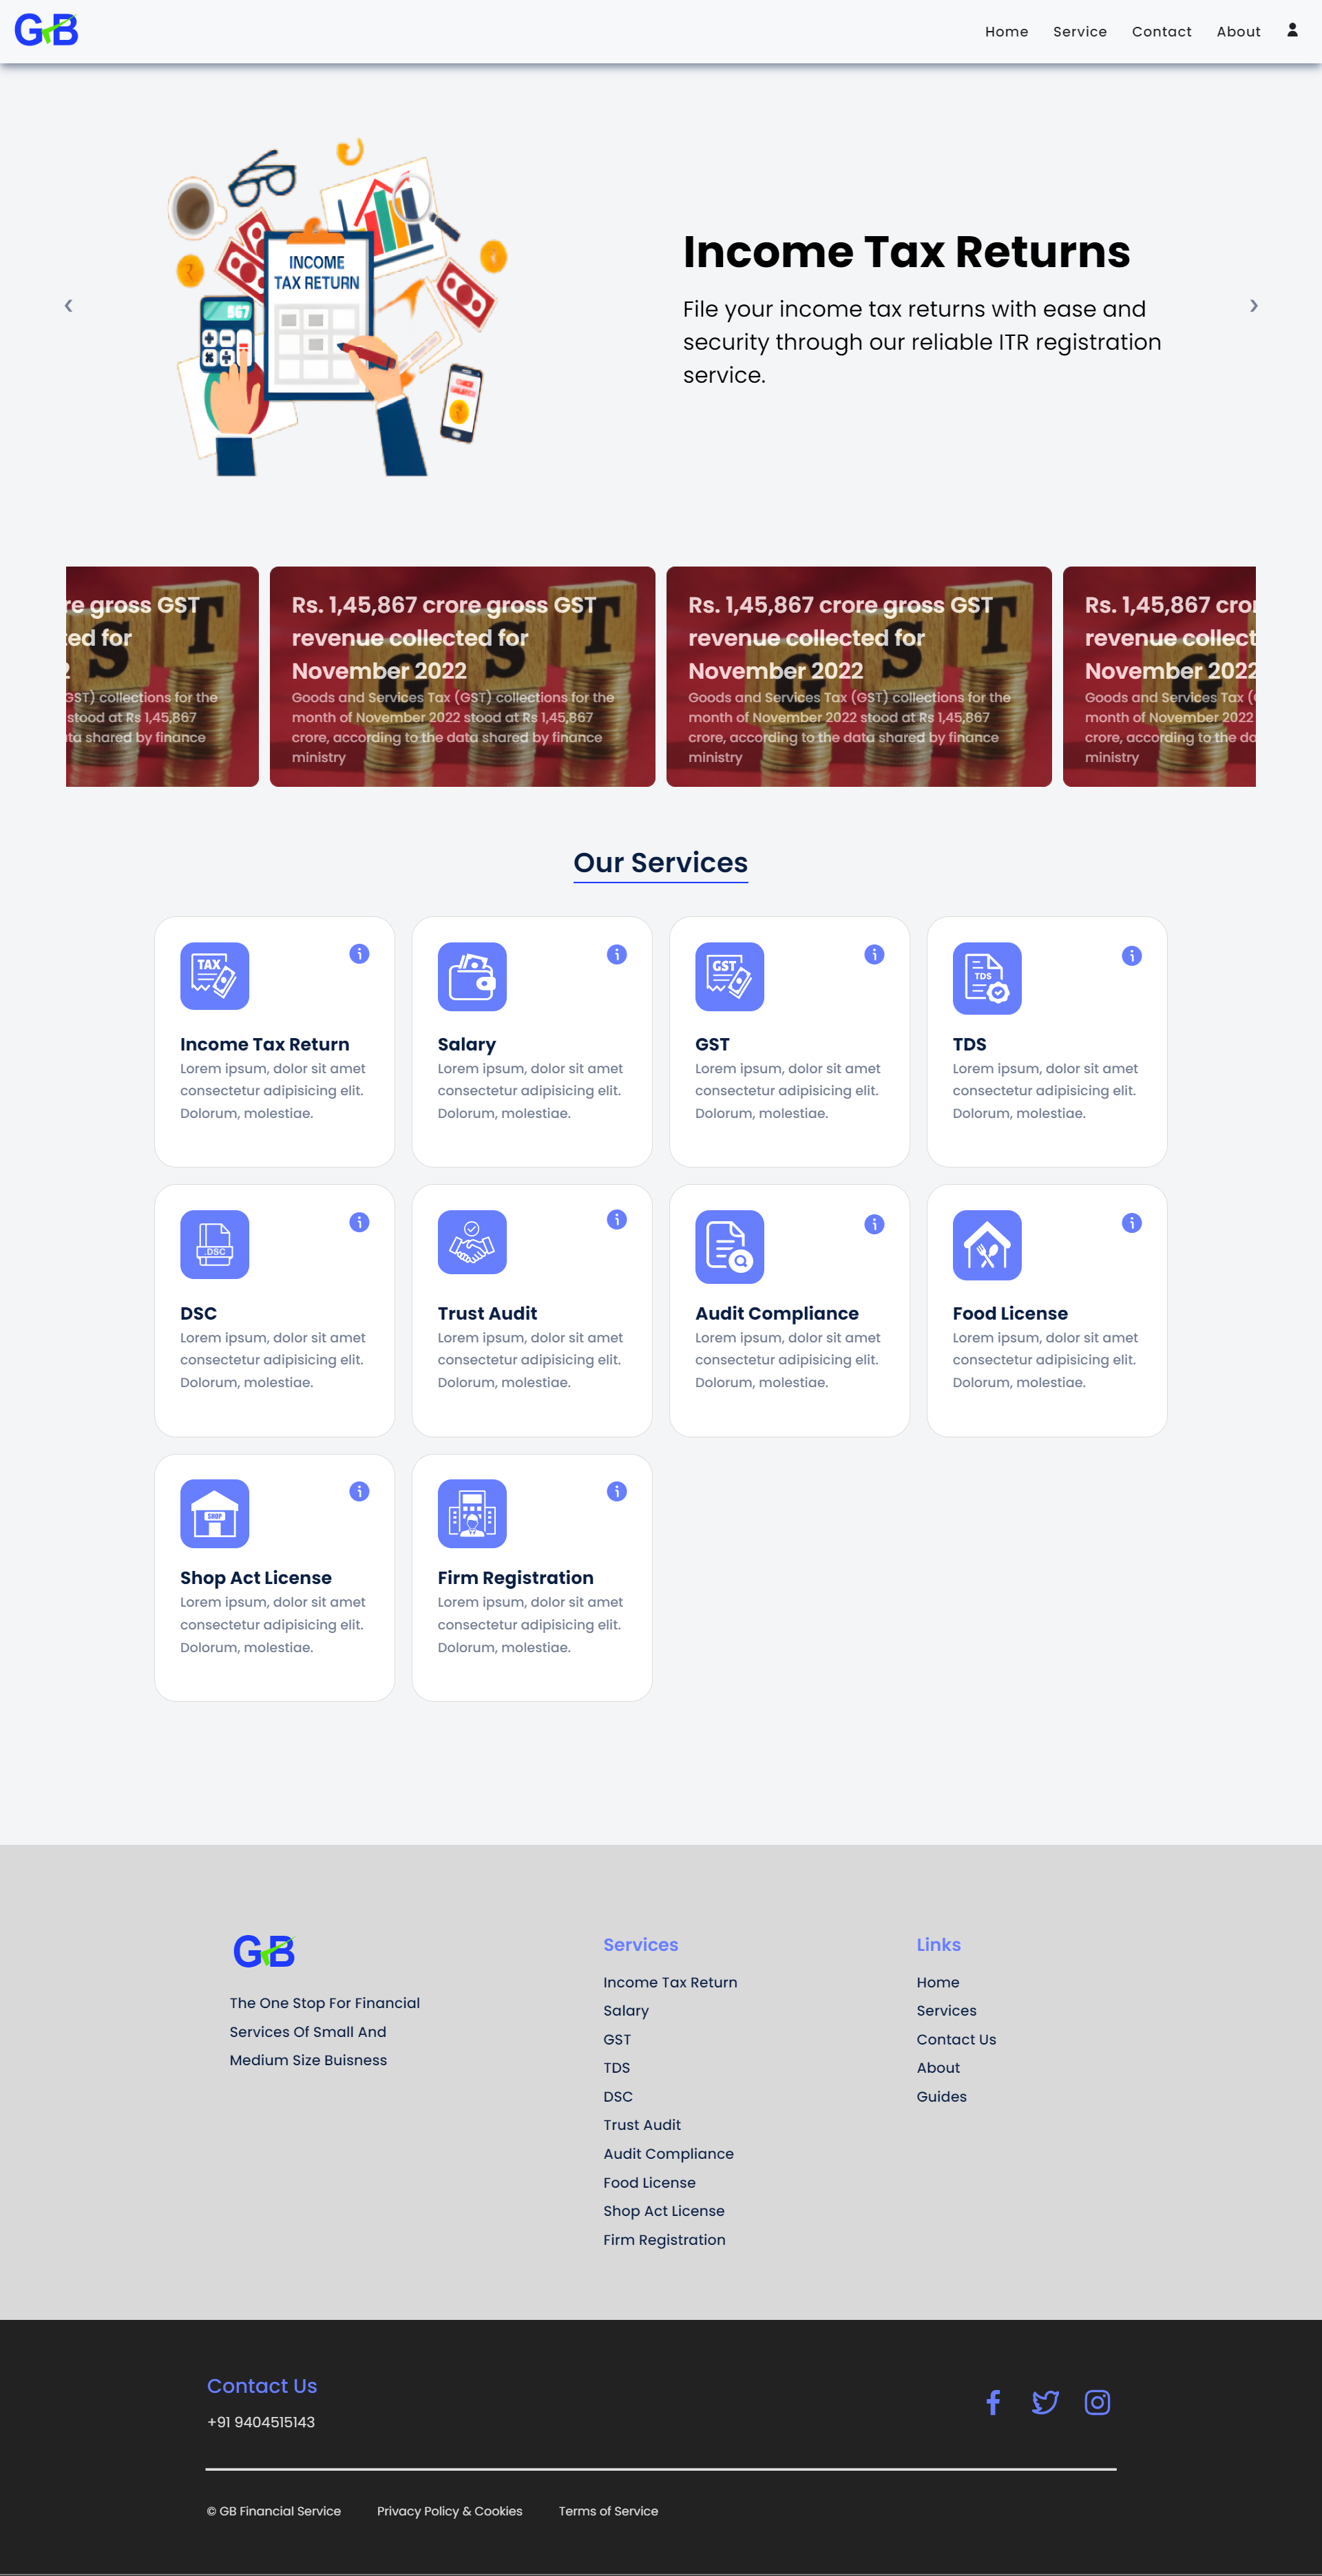 GB
Home Service Contact About
INCOME
TAX RETURN
567
Income Tax Returns
File your income tax returns with ease and
security through our reliable ITR registration
service.
‹
›
re gross GST
ted for
2
GST) collections for the
stood at Rs 1,45,867
ata shared by finance
Rs. 1,45,867 crore gross GST
revenue collected for
November 2022
Goods and Services Tax (GST) collections for the
month of November 2022 stood at Rs 1,45,867
crore, according to the data shared by finance
ministry
Rs. 1,45,867 crore gross GST
revenue collected for
November 2022
Goods and Services Tax (GST) collections for the
month of November 2022 stood at Rs 1,45,867
crore, according to the data shared by finance
ministry
Rs. 1,45,867 cror
revenue collect
November 2022
Goods and Services Tax (
month of November 2022
crore, according to the da
ministry
Our Services
TAX
Income Tax Return
Lorem ipsum, dolor sit amet
consectetur adipisicing elit.
Dolorum, molestiae.
Salary
Lorem ipsum, dolor sit amet
consectetur adipisicing elit.
Dolorum, molestiae.
GST
GST
Lorem ipsum, dolor sit amet
consectetur adipisicing elit.
Dolorum, molestiae.
TDS
TDS
Lorem ipsum, dolor sit amet
consectetur adipisicing elit.
Dolorum, molestiae.
.DSC
DSC
Lorem ipsum, dolor sit amet
consectetur adipisicing elit.
Dolorum, molestiae.
Trust Audit
Lorem ipsum, dolor sit amet
consectetur adipisicing elit.
Dolorum, molestiae.
Audit Compliance
Lorem ipsum, dolor sit amet
consectetur adipisicing elit.
Dolorum, molestiae.
Food License
Lorem ipsum, dolor sit amet
consectetur adipisicing elit.
Dolorum, molestiae.
SHOP
Shop Act License
Lorem ipsum, dolor sit amet
consectetur adipisicing elit.
Dolorum, molestiae.
Firm Registration
Lorem ipsum, dolor sit amet
consectetur adipisicing elit.
Dolorum, molestiae.
GB
The One Stop For Financial
Services Of Small And
Medium Size Buisness
Services
Income Tax Return
Salary
GST
TDS
DSC
Trust Audit
Audit Compliance
Food License
Shop Act License
Firm Registration
Links
Home
Services
Contact Us
About
Guides
Contact Us
+91 9404515143
© GB Financial Service Privacy Policy & Cookies Terms of Service